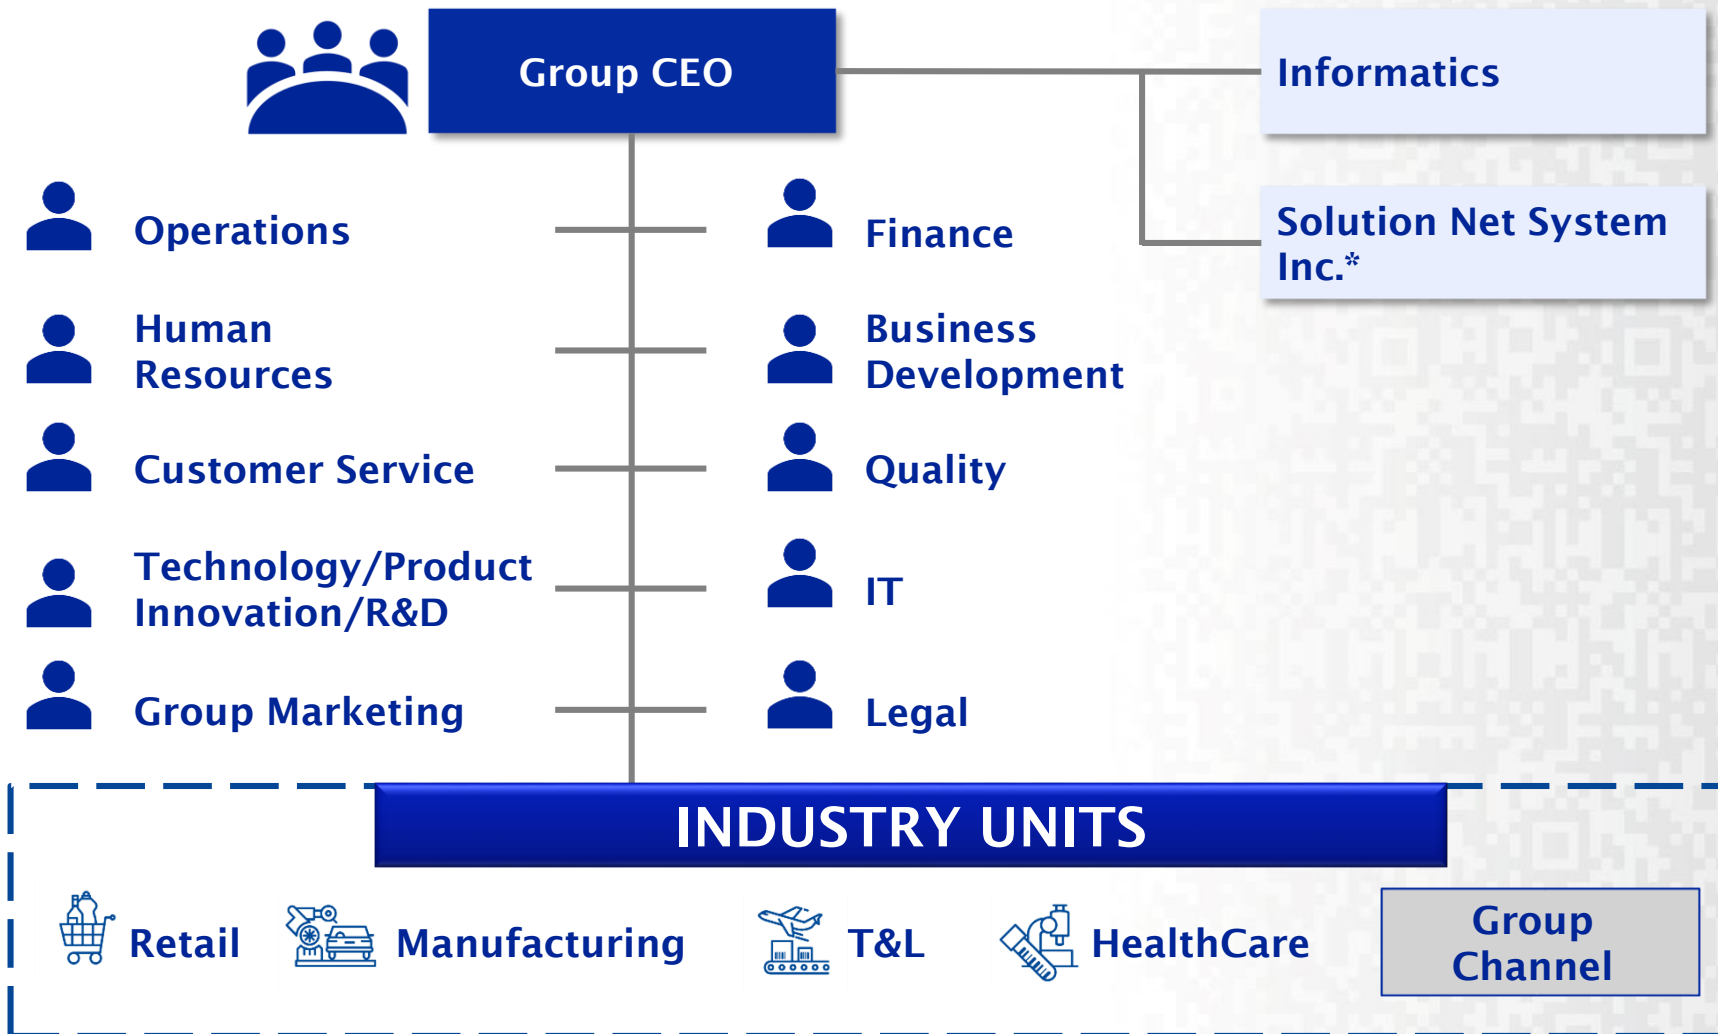 Group CEO
Informatics
Solution Net System
Inc.*
Operations
Finance
Human
Resources
Business
Development
Customer Service
Quality
Technology/Product
Innovation/R&D
IT
Group Marketing
Legal
INDUSTRY UNITS
Retail
Manufacturing
T&L
HealthCare
Group
Channel